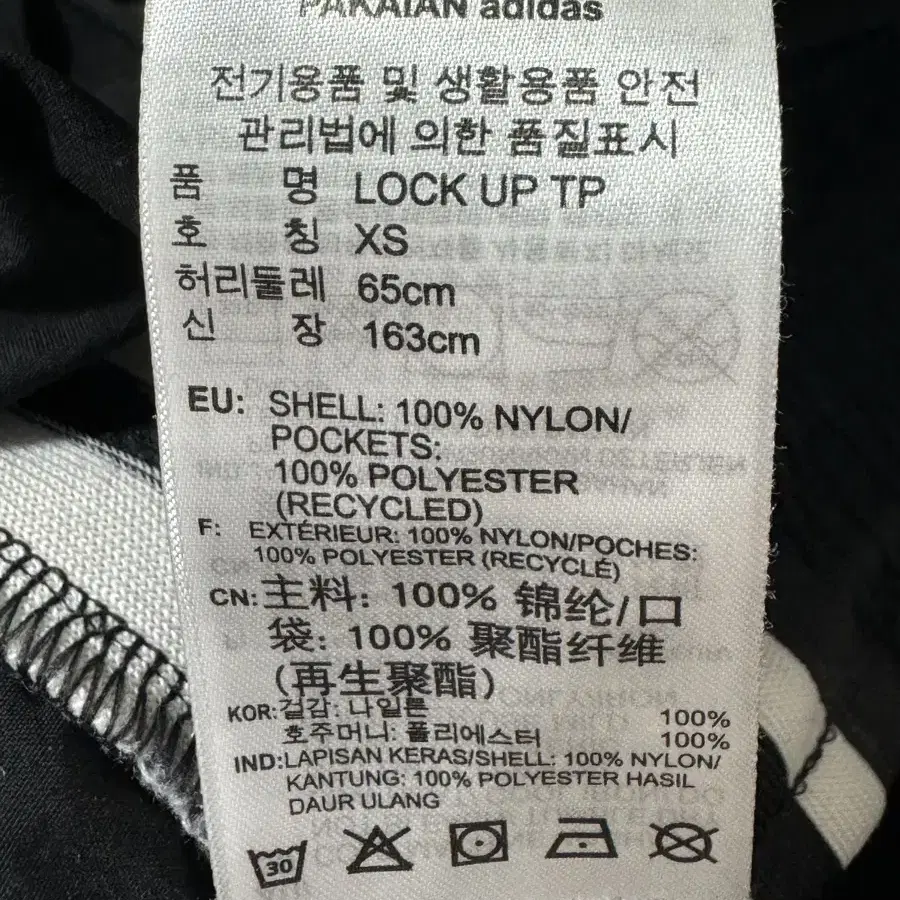 PAKAIAN adidas
전기용품 및 생활용품 안전
관리법에 의한 품질표시
품 명 LOCK UP TP
호 칭 XS
허리둘레 65cm
신 장 163cm
EU: SHELL: 100% NYLON/
POCKETS:
100% POLYESTER
(RECYCLED)
F: EXTÉRIEUR: 100% NYLON/POCHES:
100% POLYESTER (RECYCLÉ)
CN: 主料: 100% 锦纶/口
袋: 100% 聚酯纤维
(再生聚酯)
KOR: 겉감: 나일론 100%
호주머니: 폴리에스터 100%
IND: LAPISAN KERAS/SHELL: 100% NYLON/
KANTUNG: 100% POLYESTER HASIL
DAUR ULANG
30